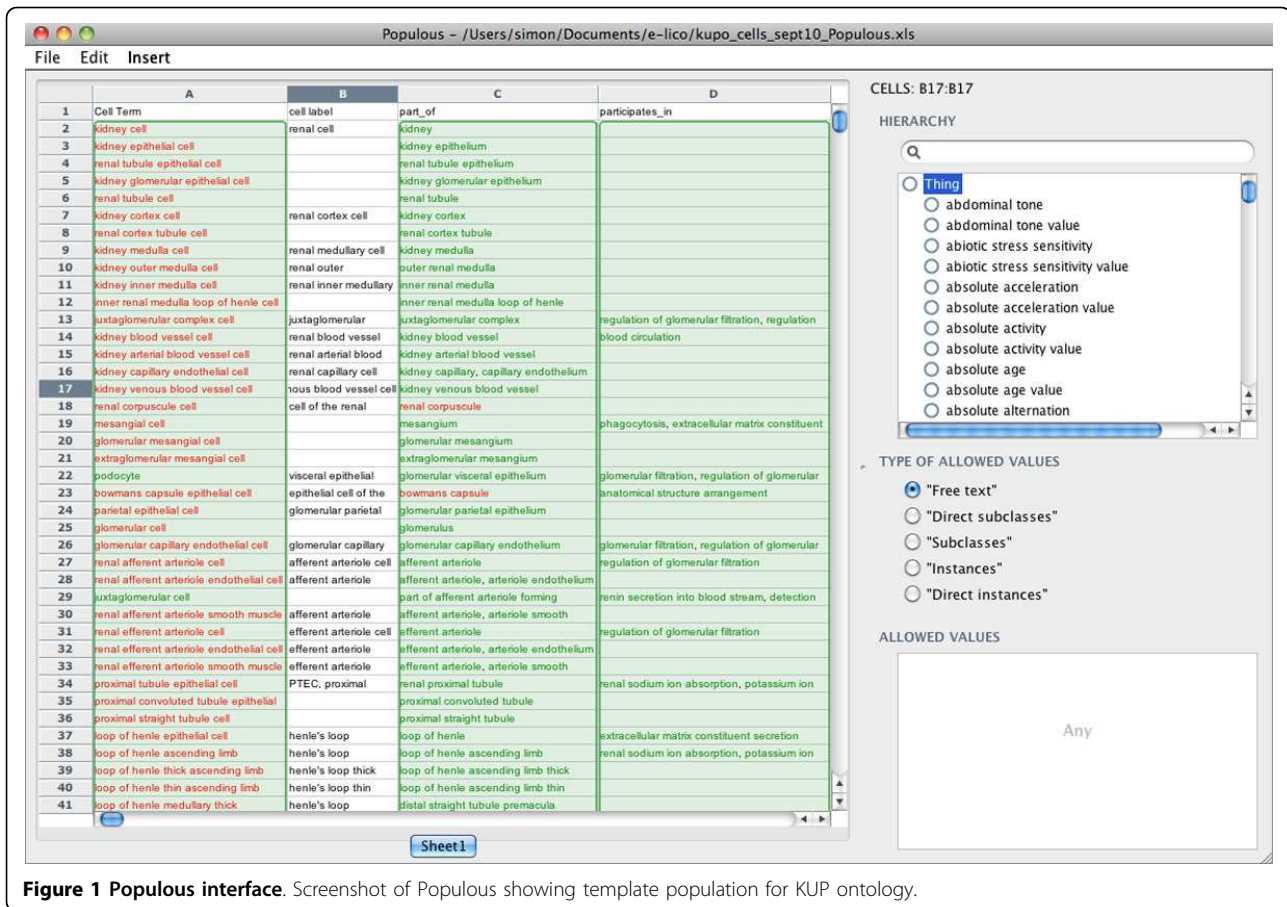 Populous - /Users/simon/Documents/e-lico/kupo_cells_sept10_Populous.xls
File Edit Insert
A B C D
1 Cell Term cell label part_of participates_in
2 kidney cell renal cell kidney
3 kidney epithelial cell kidney epithelium
4 renal tubule epithelial cell renal tubule epithelium
5 kidney glomerular epithelial cell kidney glomerular epithelium
6 renal tubule cell renal tubule
7 kidney cortex cell renal cortex cell kidney cortex
8 renal cortex tubule cell renal cortex tubule
9 kidney medulla cell renal medullary cell kidney medulla
10 kidney outer medulla cell renal outer outer renal medulla
11 kidney inner medulla cell renal inner medullary inner renal medulla
12 inner renal medulla loop of henle cell inner renal medulla loop of henle
13 juxtaglomerular complex cell juxtaglomerular juxtaglomerular complex regulation of glomerular filtration, regulation
14 kidney blood vessel cell renal blood vessel kidney blood vessel blood circulation
15 kidney arterial blood vessel cell renal arterial blood kidney arterial blood vessel
16 kidney capillary endothelial cell renal capillary cell kidney capillary, capillary endothelium
17 kidney venous blood vessel cell nous blood vessel cell kidney venous blood vessel
18 renal corpuscule cell cell of the renal renal corpuscule
19 mesangial cell mesangium phagocytosis, extracellular matrix constituent
20 glomerular mesangial cell glomerular mesangium
21 extraglomerular mesangial cell extraglomerular mesangium
22 podocyte visceral epithelial glomerular visceral epithelium glomerular filtration, regulation of glomerular
23 bowmans capsule epithelial cell epithelial cell of the bowmans capsule anatomical structure arrangement
24 parietal epithelial cell glomerular parietal glomerular parietal epithelium
25 glomerular cell glomerulus
26 glomerular capillary endothelial cell glomerular capillary glomerular capillary endothelium glomerular filtration, regulation of glomerular
27 renal afferent arteriole cell afferent arteriole cell afferent arteriole regulation of glomerular filtration
28 renal afferent arteriole endothelial cell afferent arteriole afferent arteriole, arteriole endothelium
29 juxtaglomerular cell part of afferent arteriole forming renin secretion into blood stream, detection
30 renal afferent arteriole smooth muscle afferent arteriole afferent arteriole, arteriole smooth
31 renal efferent arteriole cell efferent arteriole cell efferent arteriole regulation of glomerular filtration
32 renal efferent arteriole endothelial cell efferent arteriole efferent arteriole, arteriole endothelium
33 renal efferent arteriole smooth muscle efferent arteriole efferent arteriole, arteriole smooth
34 proximal tubule epithelial cell PTEC, proximal renal proximal tubule renal sodium ion absorption, potassium ion
35 proximal convoluted tubule epithelial proximal convoluted tubule
36 proximal straight tubule cell proximal straight tubule
37 loop of henle epithelial cell henle's loop loop of henle extracellular matrix constituent secretion
38 loop of henle ascending limb henle's loop loop of henle ascending limb renal sodium ion absorption, potassium ion
39 loop of henle thick ascending limb henle's loop thick loop of henle ascending limb thick
40 loop of henle thin ascending limb henle's loop thin loop of henle ascending limb thin
41 loop of henle medullary thick henle's loop distal straight tubule premacula
Sheet1
CELLS: B17:B17
HIERARCHY
Thing
abdominal tone
abdominal tone value
abiotic stress sensitivity
abiotic stress sensitivity value
absolute acceleration
absolute acceleration value
absolute activity
absolute activity value
absolute age
absolute age value
absolute alternation
TYPE OF ALLOWED VALUES
"Free text"
"Direct subclasses"
"Subclasses"
"Instances"
"Direct instances"
ALLOWED VALUES
Any
Figure 1 Populous interface. Screenshot of Populous showing template population for KUP ontology.